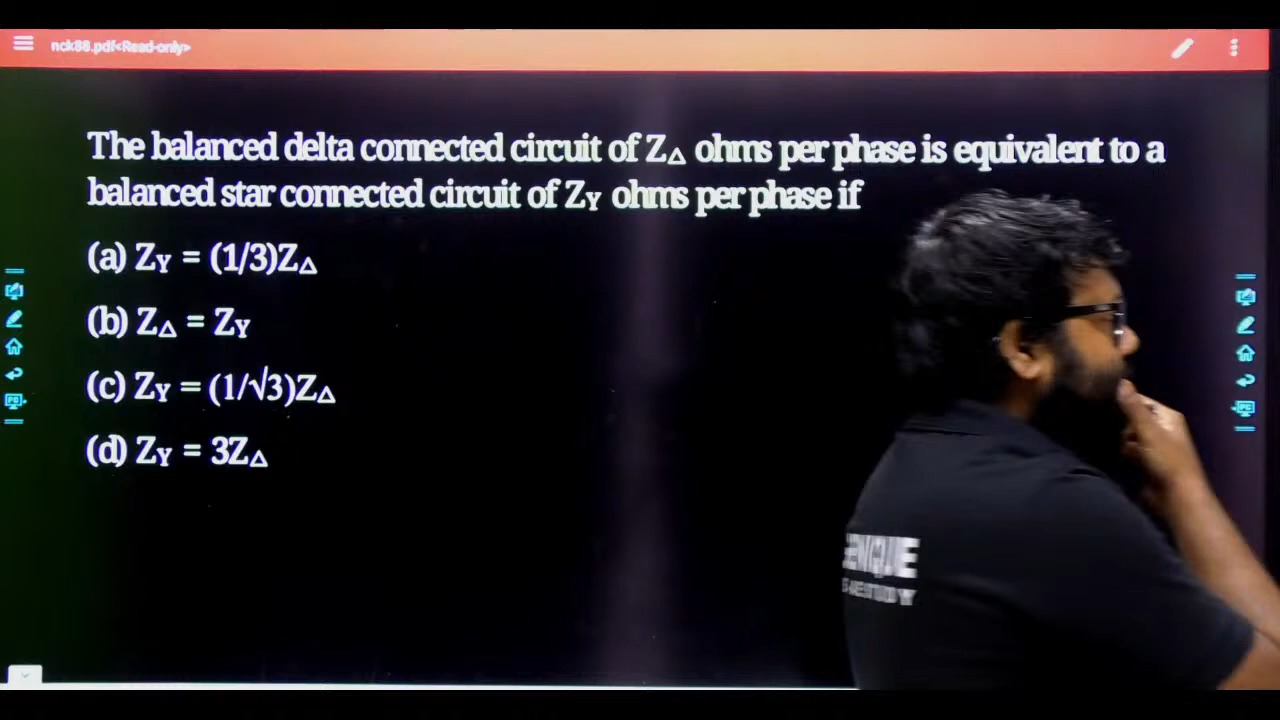 nck88.pdf<Read-only>
The balanced delta connected circuit of Z△ ohms per phase is equivalent to a
balanced star connected circuit of ZY ohms per phase if
(a) ZY = (1/3)Z△
(b) Z△ = ZY
(c) ZY = (1/√3)Z△
(d) ZY = 3Z△